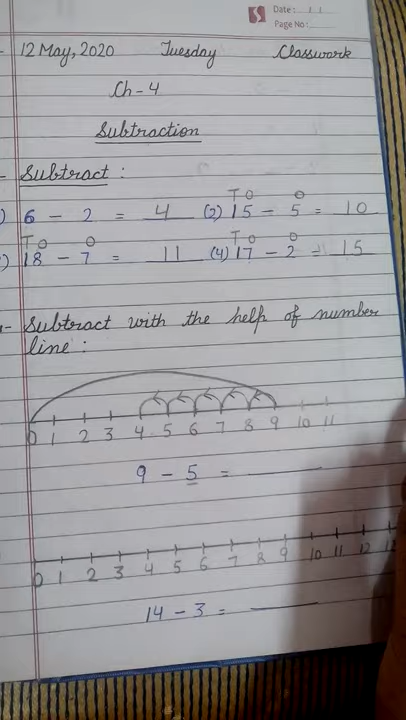 Date: / /
Page No:
12 May, 2020 Tuesday Classwork
Ch-4
Subtraction
Subtract :
T O O
) 6 - 2 = 4 (2) 15 - 5 = 10
T O O T O O
) 18 - 7 = 11 (4) 17 - 2 = 15
Subtract with the help of number
line :
0 1 2 3 4 5 6 7 8 9 10 11
9 - 5 =
0 1 2 3 4 5 6 7 8 9 10 11 12
14 - 3 =